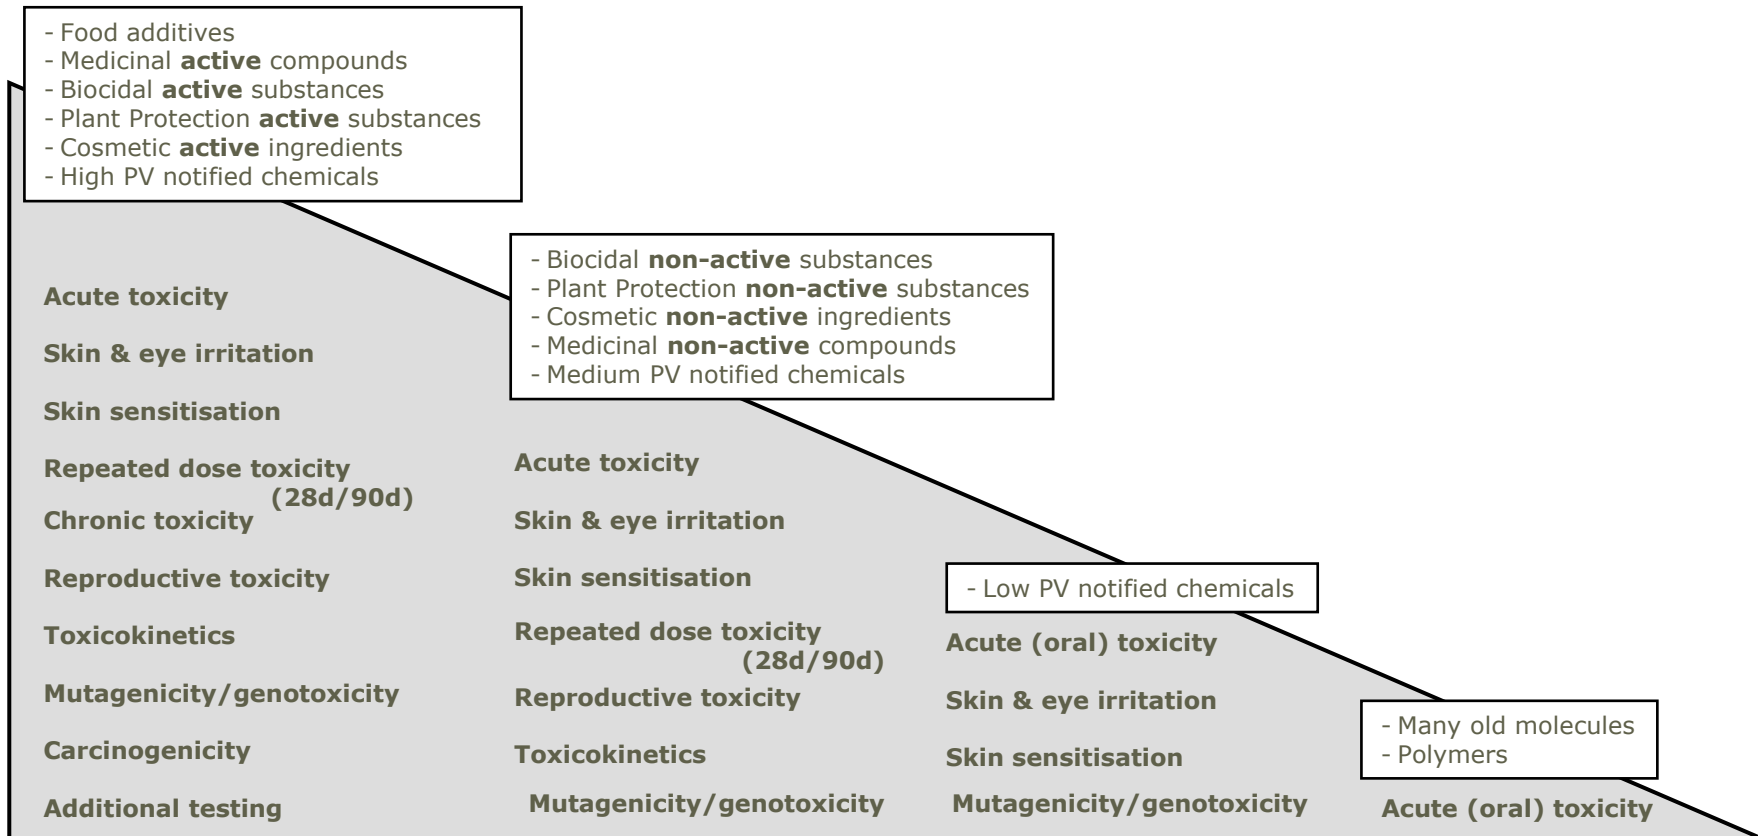 - Food additives
- Medicinal active compounds
- Biocidal active substances
- Plant Protection active substances
- Cosmetic active ingredients
- High PV notified chemicals
Acute toxicity
Skin & eye irritation
Skin sensitisation
Repeated dose toxicity
(28d/90d)
Chronic toxicity
Reproductive toxicity
Toxicokinetics
Mutagenicity/genotoxicity
Carcinogenicity
Additional testing
- Biocidal non-active substances
- Plant Protection non-active substances
- Cosmetic non-active ingredients
- Medicinal non-active compounds
- Medium PV notified chemicals
Acute toxicity
Skin & eye irritation
Skin sensitisation
Repeated dose toxicity
(28d/90d)
Reproductive toxicity
Toxicokinetics
Mutagenicity/genotoxicity
- Low PV notified chemicals
Acute (oral) toxicity
Skin & eye irritation
Skin sensitisation
Mutagenicity/genotoxicity
- Many old molecules
- Polymers
Acute (oral) toxicity